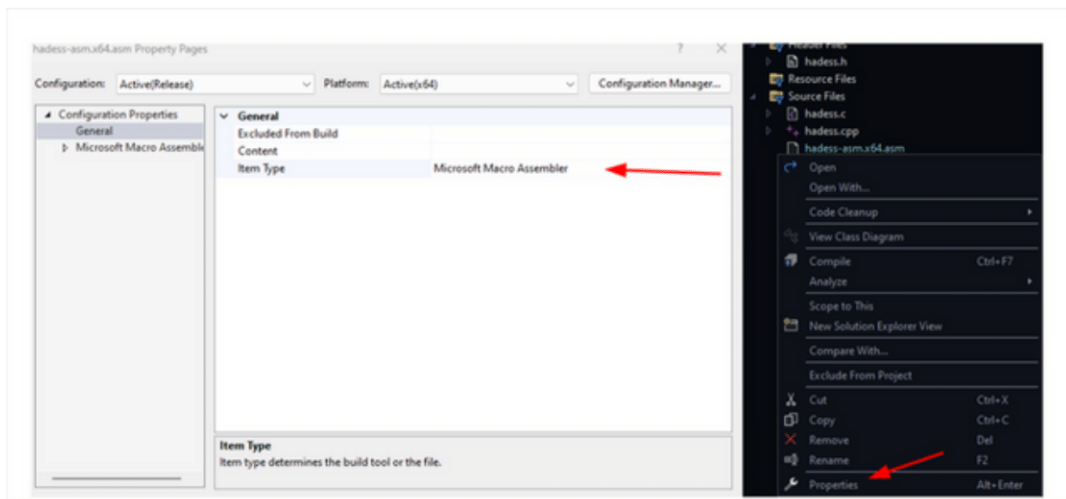 hadess-asm.x64.asm Property Pages
?
Configuration: Active(Release) Platform: Active(x64) Configuration Manager...
Configuration Properties
General
Microsoft Macro Assemble
General
Excluded From Build
Content
Item Type Microsoft Macro Assembler
Item Type
Item type determines the build tool or the file.
Header Files
hadess.h
Resource Files
Source Files
hadess.c
hadess.cpp
hadess-asm.x64.asm
Open
Open With...
Code Cleanup
View Class Diagram
Compile Ctrl+F7
Analyze
Scope to This
New Solution Explorer View
Compare With...
Exclude From Project
Cut Ctrl+X
Copy Ctrl+C
Remove Del
Rename F2
Properties Alt+Enter